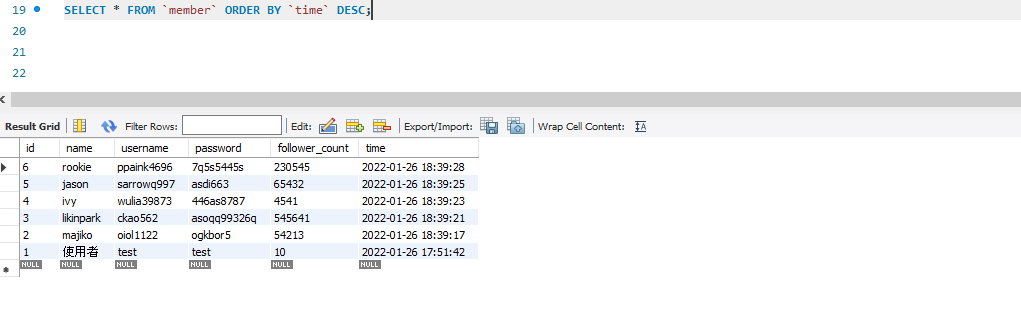 19 SELECT * FROM `member` ORDER BY `time` DESC;
20
21
22
Result Grid Filter Rows: Edit: Export/Import: Wrap Cell Content: IA
id name username password follower_count time
6 rookie ppaink4696 7q5s5445s 230545 2022-01-26 18:39:28
5 jason sarrowq997 asdi663 65432 2022-01-26 18:39:25
4 ivy wulia39873 446as8787 4541 2022-01-26 18:39:23
3 likinpark ckao562 asoqq99326q 545641 2022-01-26 18:39:21
2 majiko oiol1122 ogkbor5 54213 2022-01-26 18:39:17
1 使用者 test test 10 2022-01-26 17:51:42
NULL NULL NULL NULL NULL NULL